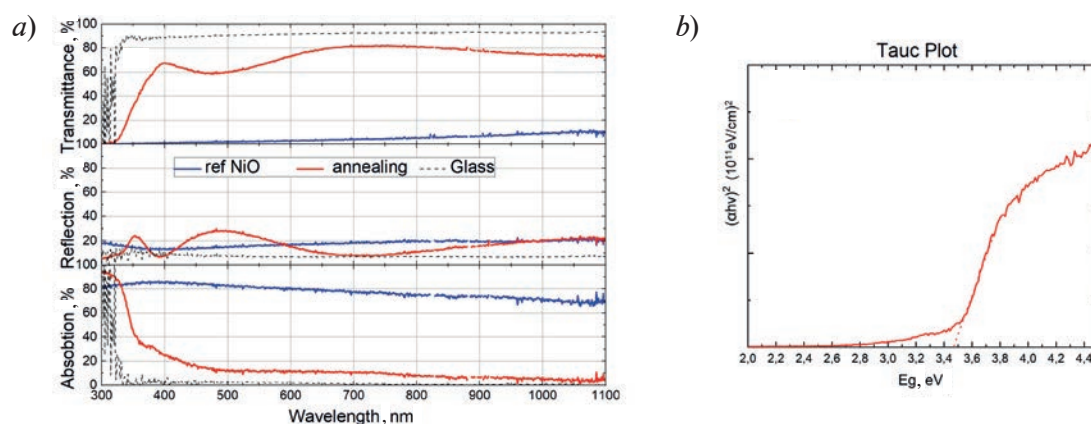 a)
Transmittance, %
100
80
60
20
100
ref NiO
annealing
Glass
Reflection, %
80
60
40
20
100
Absobtion, %
80
60
40
20
0
300 400 500 600 700 800 900 1000 1100
Wavelength, nm
b)
Tauc Plot
(αhv)² (10¹¹eV/cm)²
2,0 2,2 2,4 2,6 2,8 3,0 3,2 3,4 3,6 3,8 4,0 4,2 4,4
Eg, eV